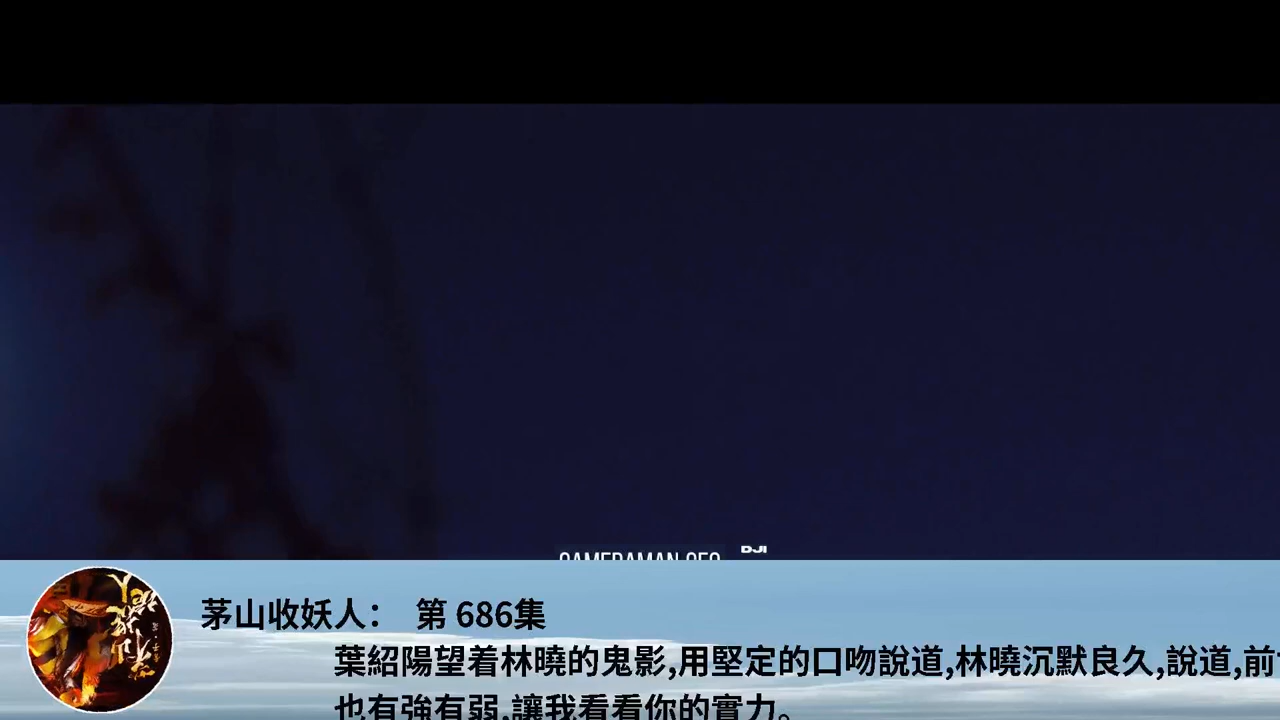 CAMERAMAN
DJI
茅山收妖人： 第 686集
葉紹陽望着林曉的鬼影,用堅定的口吻說道,林曉沉默良久,說道,前
也有強有弱,讓我看看你的實力。